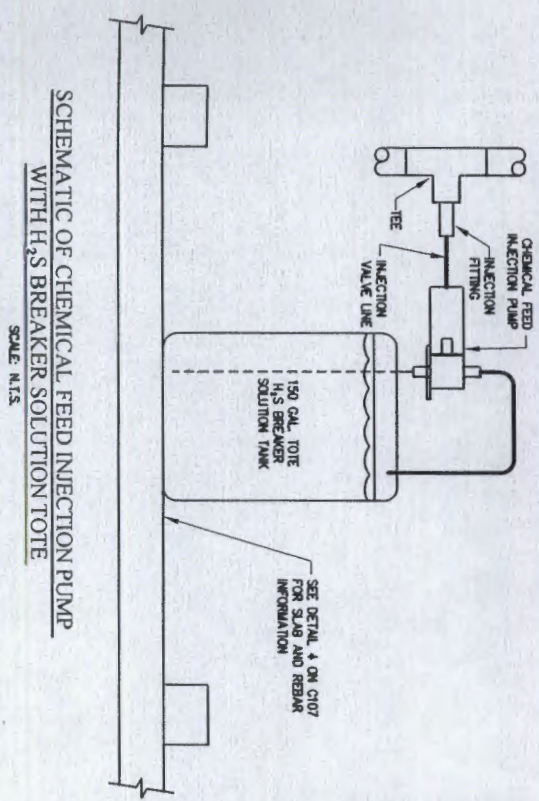 CHEMICAL FEED
INJECTION PUMP
INJECTION
FITTING
TEE
INJECTION
VALVE LINE
150 GAL. TOTE
H₂S BREAKER
SOLUTION TANK
SEE DETAIL 4 ON C107
FOR SLAB AND REBAR
INFORMATION
SCHEMATIC OF CHEMICAL FEED INJECTION PUMP
WITH H₂S BREAKER SOLUTION TOTE
SCALE: N.T.S.